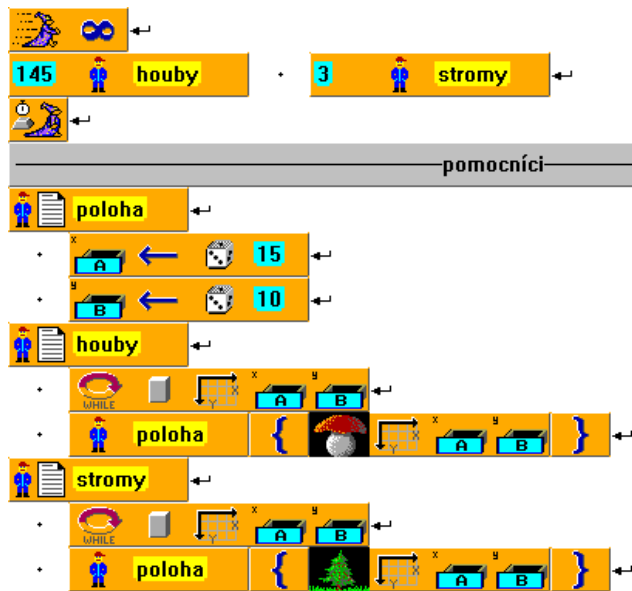 ∞
145 houby 3 stromy
pomocníci
poloha
x A ← 15
y B ← 10
houby
WHILE Y X x A y B
poloha { Y X x A y B }
stromy
WHILE Y X x A y B
poloha { Y X x A y B }